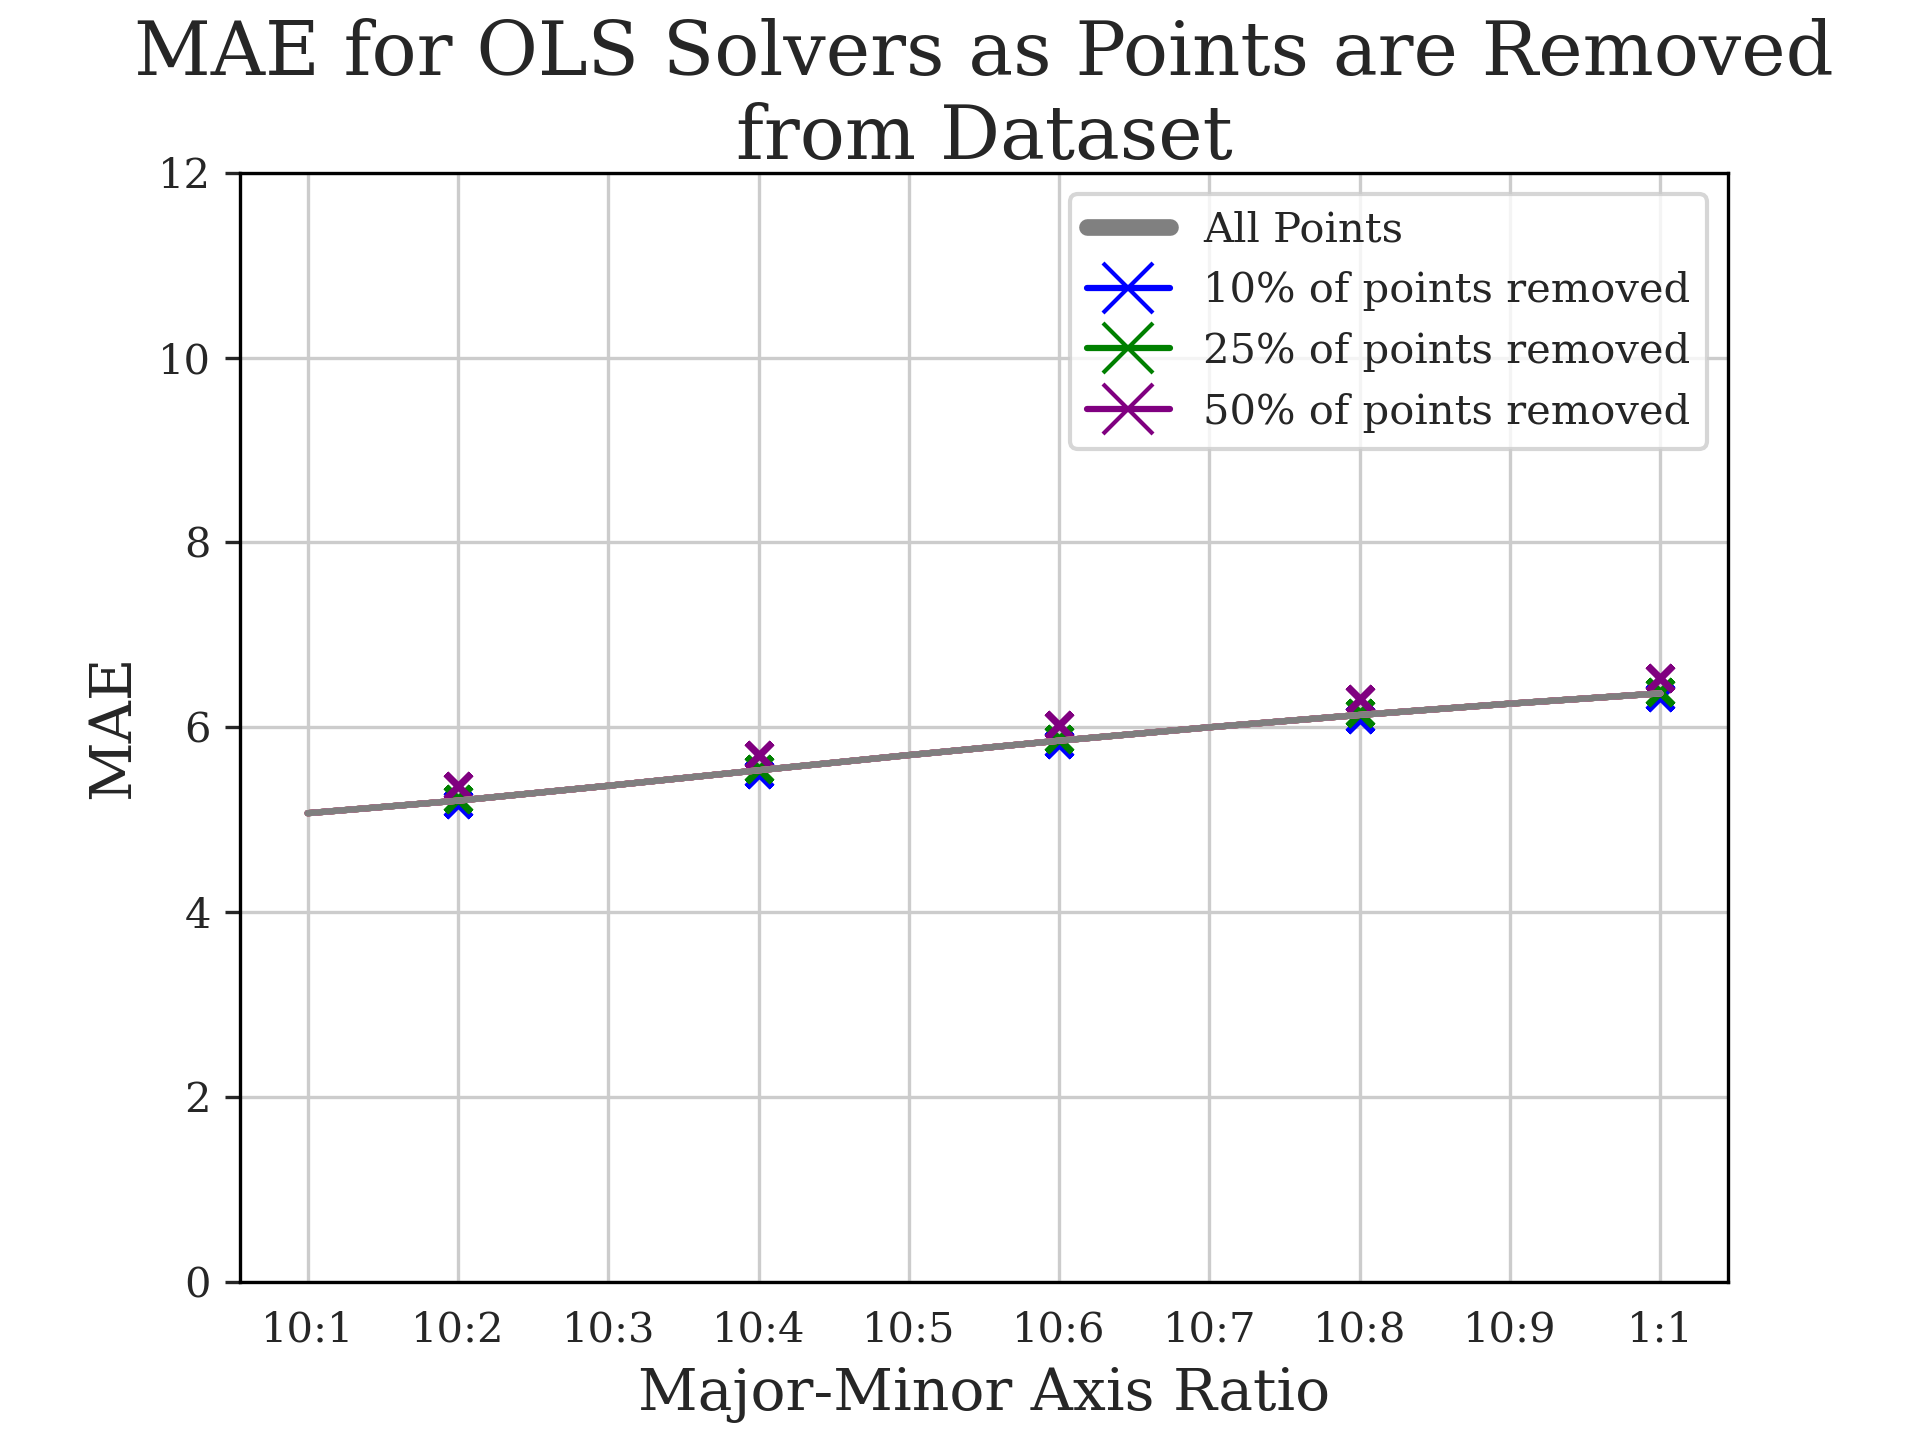 MAE for OLS Solvers as Points are Removed
from Dataset
12
10
8
6
4
2
0
MAE
All Points
10% of points removed
25% of points removed
50% of points removed
10:1 10:2 10:3 10:4 10:5 10:6 10:7 10:8 10:9 1:1
Major-Minor Axis Ratio